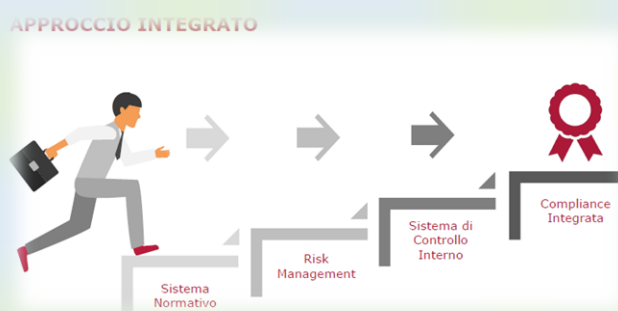 APPROCCIO INTEGRATO
Sistema
Normativo
Risk
Management
Sistema di
Controllo
Interno
Compliance
Integrata